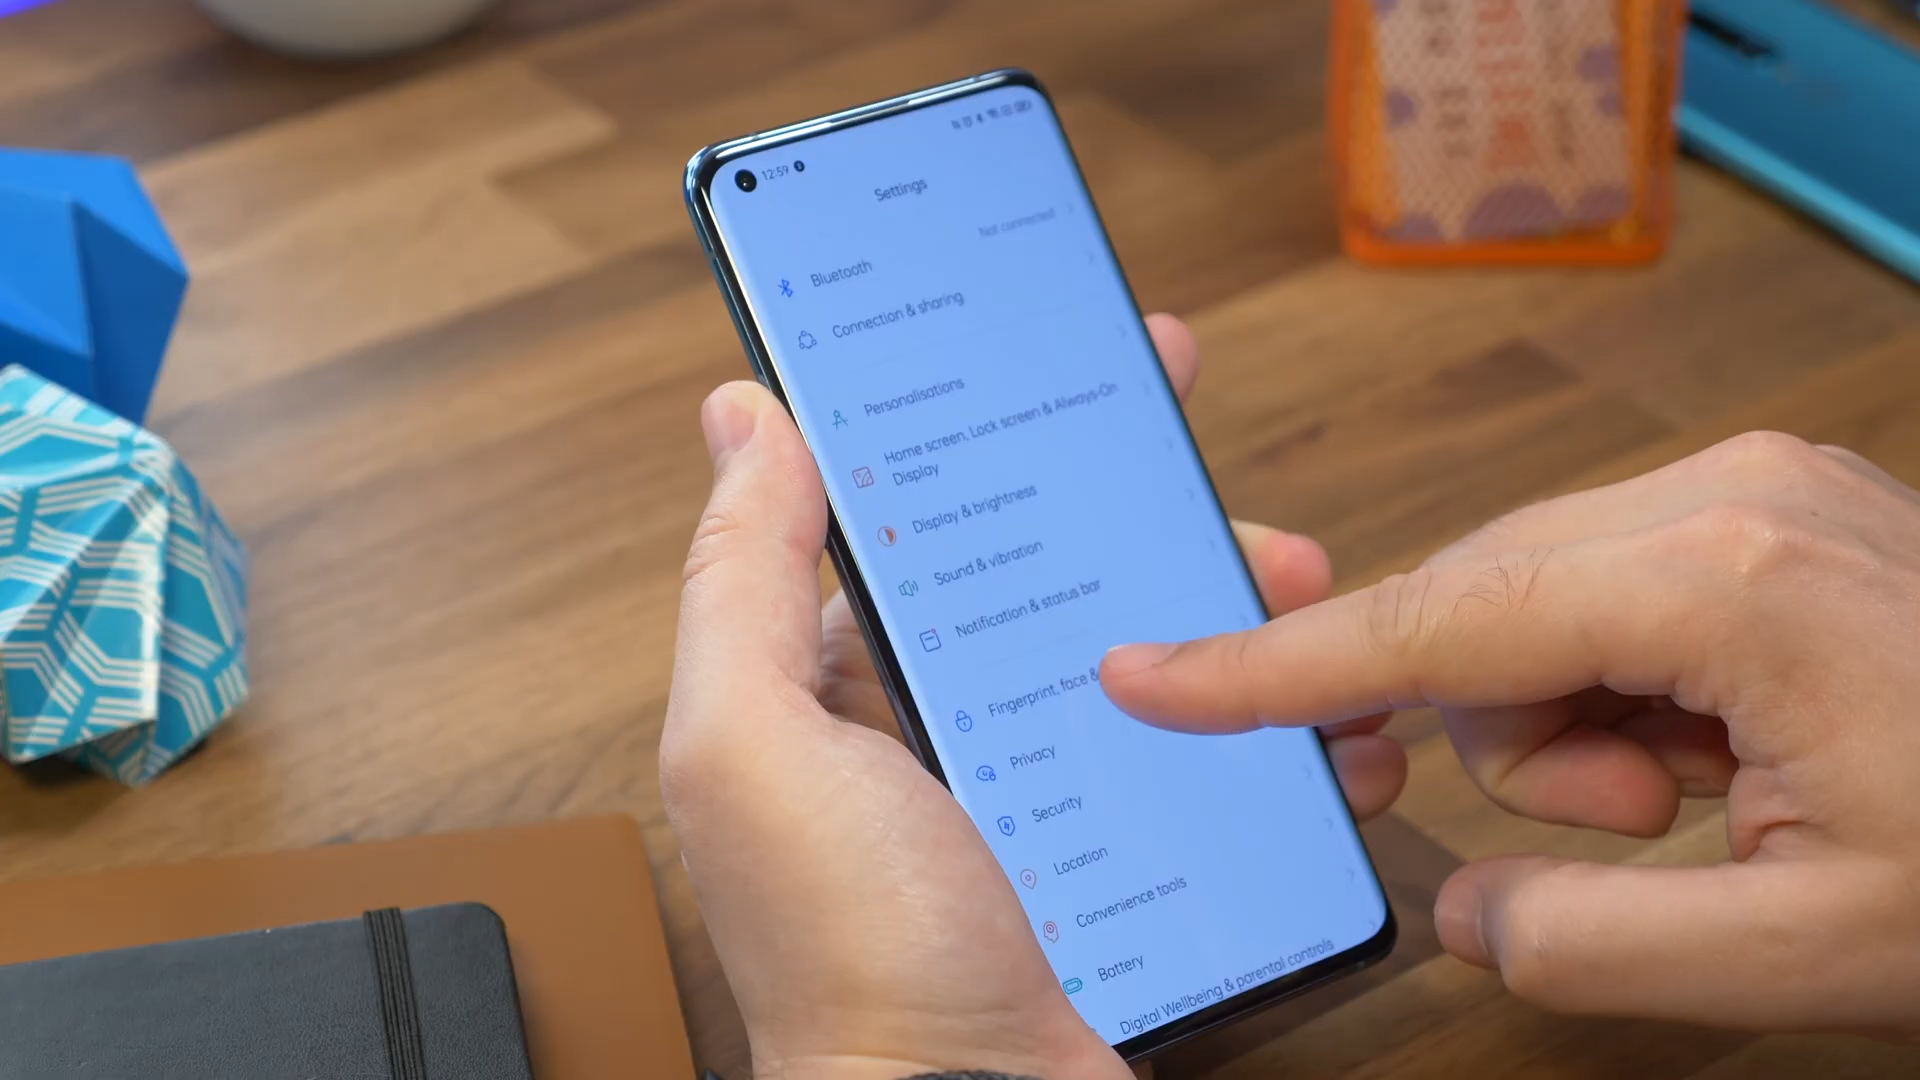 12:59
Settings
Not connected
Bluetooth
Connection & sharing
Personalisations
Home screen, Lock screen & Always-On
Display
Display & brightness
Sound & vibration
Notification & status bar
Fingerprint, face &
Privacy
Security
Location
Convenience tools
Battery
Digital Wellbeing & parental controls